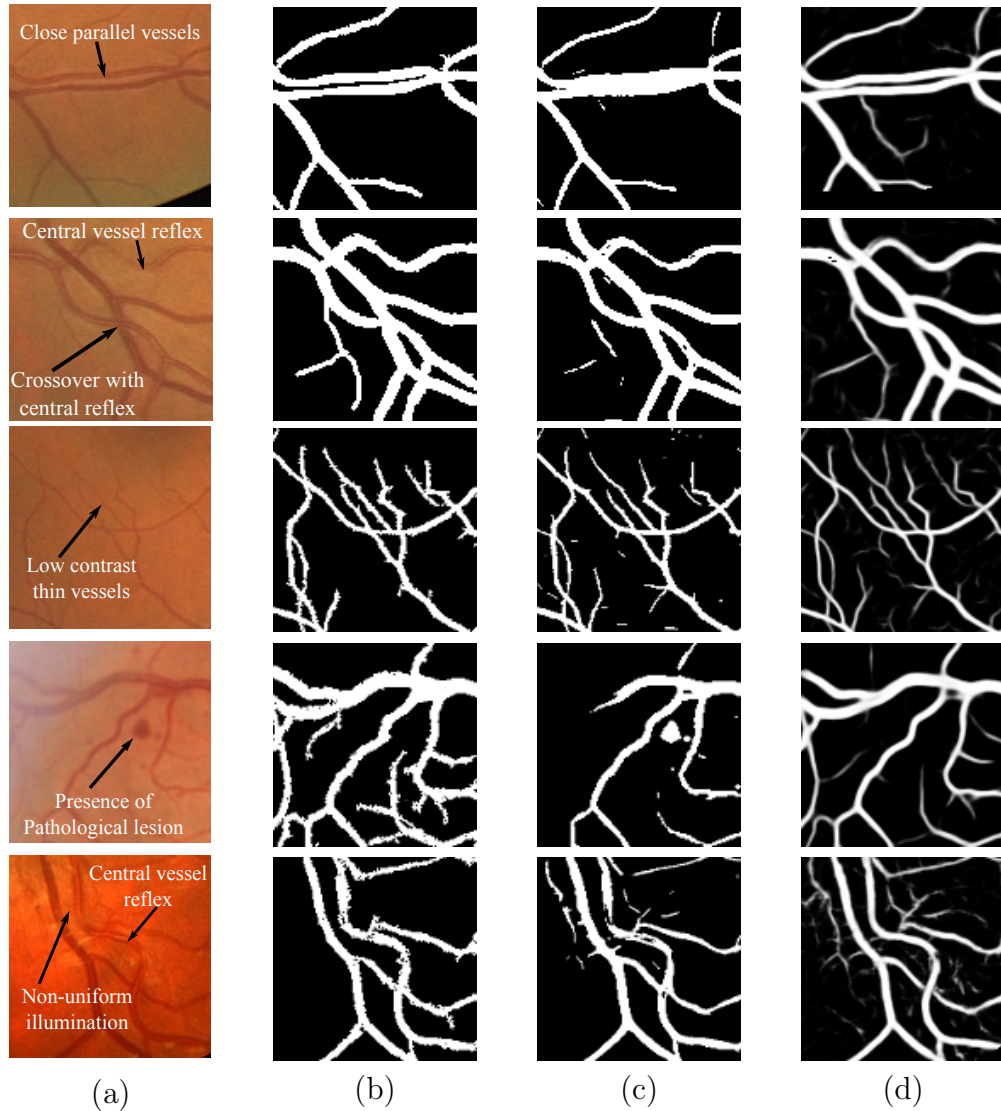 Close parallel vessels
Central vessel reflex
Crossover with
central reflex
Low contrast
thin vessels
Presence of
Pathological lesion
Central vessel
reflex
Non-uniform
illumination
(a)
(b)
(c)
(d)